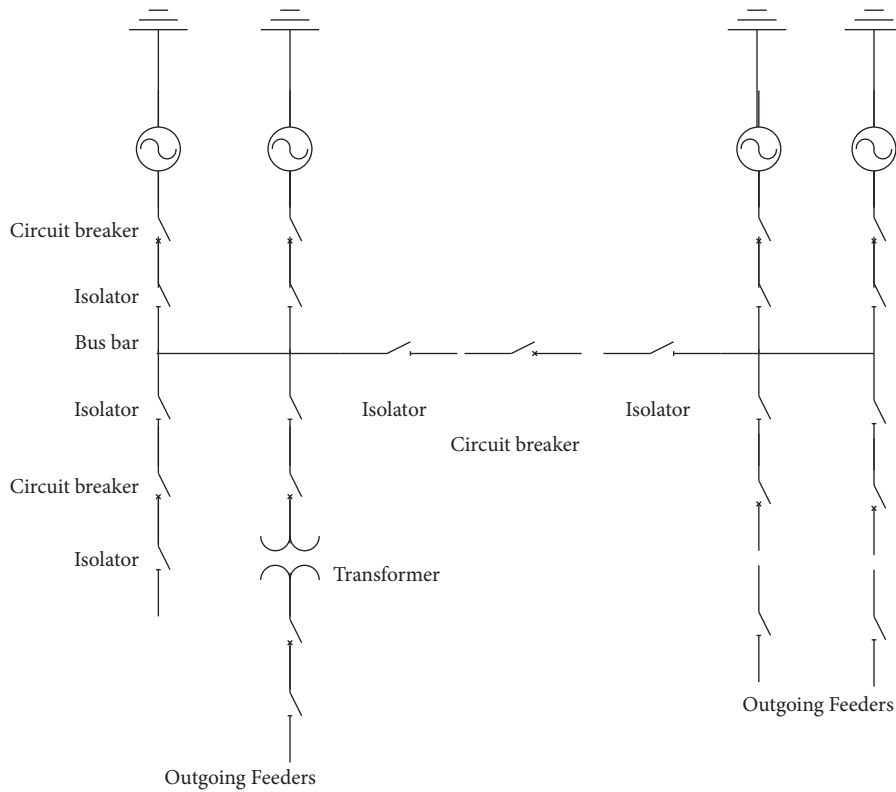 Circuit breaker
Isolator
Bus bar
Isolator
Isolator
Isolator
Circuit breaker
Circuit breaker
Isolator
Transformer
Outgoing Feeders
Outgoing Feeders